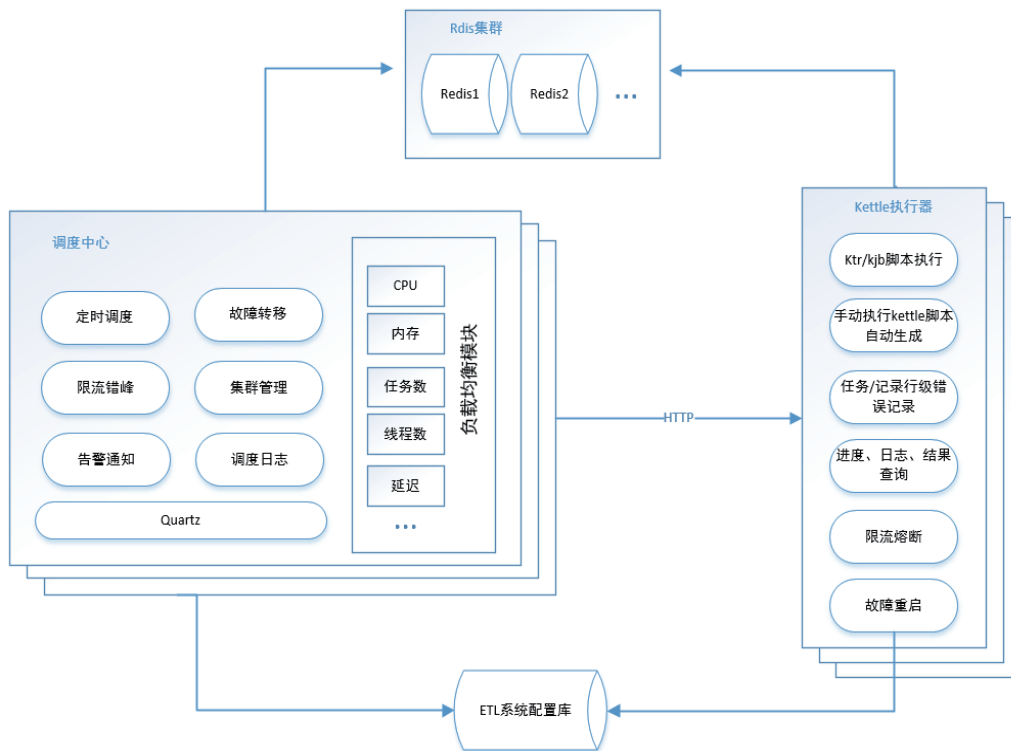 Rdis集群
Redis1
Redis2
...
调度中心
定时调度
故障转移
限流错峰
集群管理
告警通知
调度日志
Quartz
CPU
内存
任务数
线程数
延迟
...
负载均衡模块
HTTP
Kettle执行器
Ktr/kjb脚本执行
手动执行kettle脚本
自动生成
任务/记录行级错
误记录
进度、日志、结果
查询
限流熔断
故障重启
ETL系统配置库